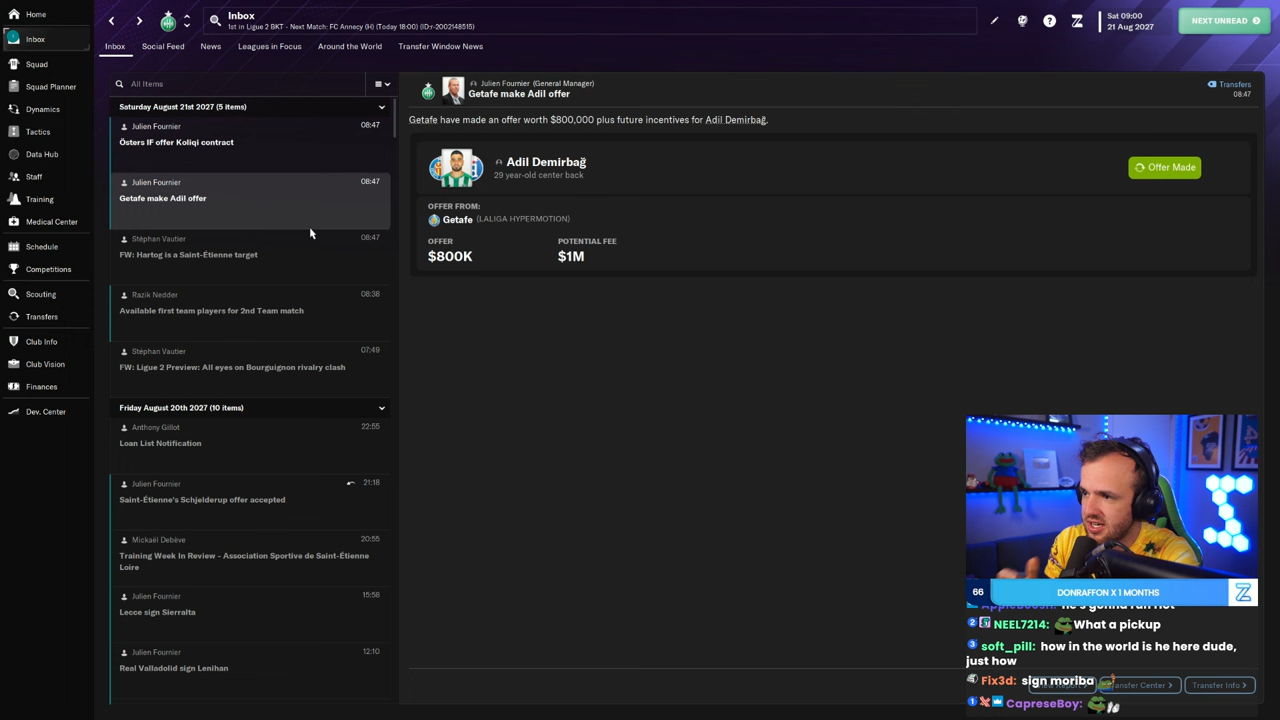 Home
Inbox
Squad
Squad Planner
Dynamics
Tactics
Data Hub
Staff
Training
Medical Center
Schedule
Competitions
Scouting
Transfers
Club Info
Club Vision
Finances
Dev. Center
Inbox
1st in Ligue 2 BKT - Next Match: FC Annecy (H) (Today 18:00) (ID:r-2002148515)
Sat 09:00
21 Aug 2027
NEXT UNREAD >
Inbox Social Feed News Leagues in Focus Around the World Transfer Window News
All Items
Saturday August 21st 2027 (5 items)
Julien Fournier 08:47
Östers IF offer Koliqi contract
Julien Fournier 08:47
Getafe make Adil offer
Stéphan Vautier 08:47
FW: Hartog is a Saint-Étienne target
Razik Nedder 08:38
Available first team players for 2nd Team match
Stéphan Vautier 07:49
FW: Ligue 2 Preview: All eyes on Bourguignon rivalry clash
Friday August 20th 2027 (10 items)
Anthony Gillot 22:55
Loan List Notification
Julien Fournier 21:18
Saint-Étienne's Schjelderup offer accepted
Mickaël Debève 20:55
Training Week In Review - Association Sportive de Saint-Étienne
Loire
Julien Fournier 15:58
Lecce sign Sierralta
Julien Fournier 12:10
Real Valladolid sign Lenihan
Julien Fournier (General Manager)
Getafe make Adil offer
Transfers
08:47
Getafe have made an offer worth $800,000 plus future incentives for Adil Demirbağ.
Adil Demirbağ
29 year-old center back
Offer Made
OFFER FROM:
Getafe (LALIGA HYPERMOTION)
OFFER POTENTIAL FEE
$800K $1M
66 DONRAFFON X 1 MONTHS
NEEL7214: What a pickup
soft_pill: how in the world is he here dude,
just how
Fix3d: sign moriba
Transfer Center > Transfer Info >
CapreseBoy: